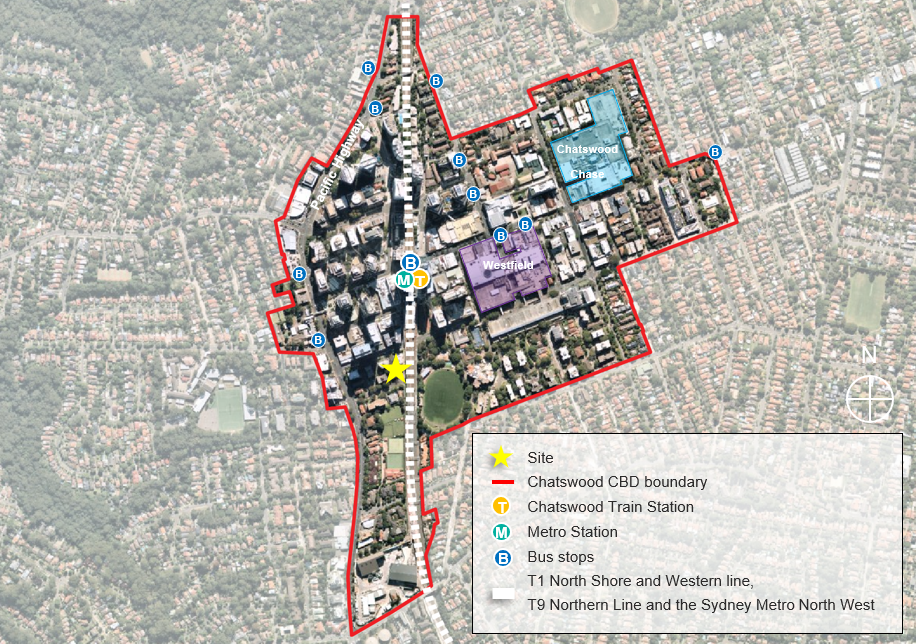 B
B
B
Pacific Highway
B
B
B
Chatswood
Chase
B
B
B
Westfield
B
B
M T
B
N
Site
Chatswood CBD boundary
T Chatswood Train Station
M Metro Station
B Bus stops
T1 North Shore and Western line,
T9 Northern Line and the Sydney Metro North West